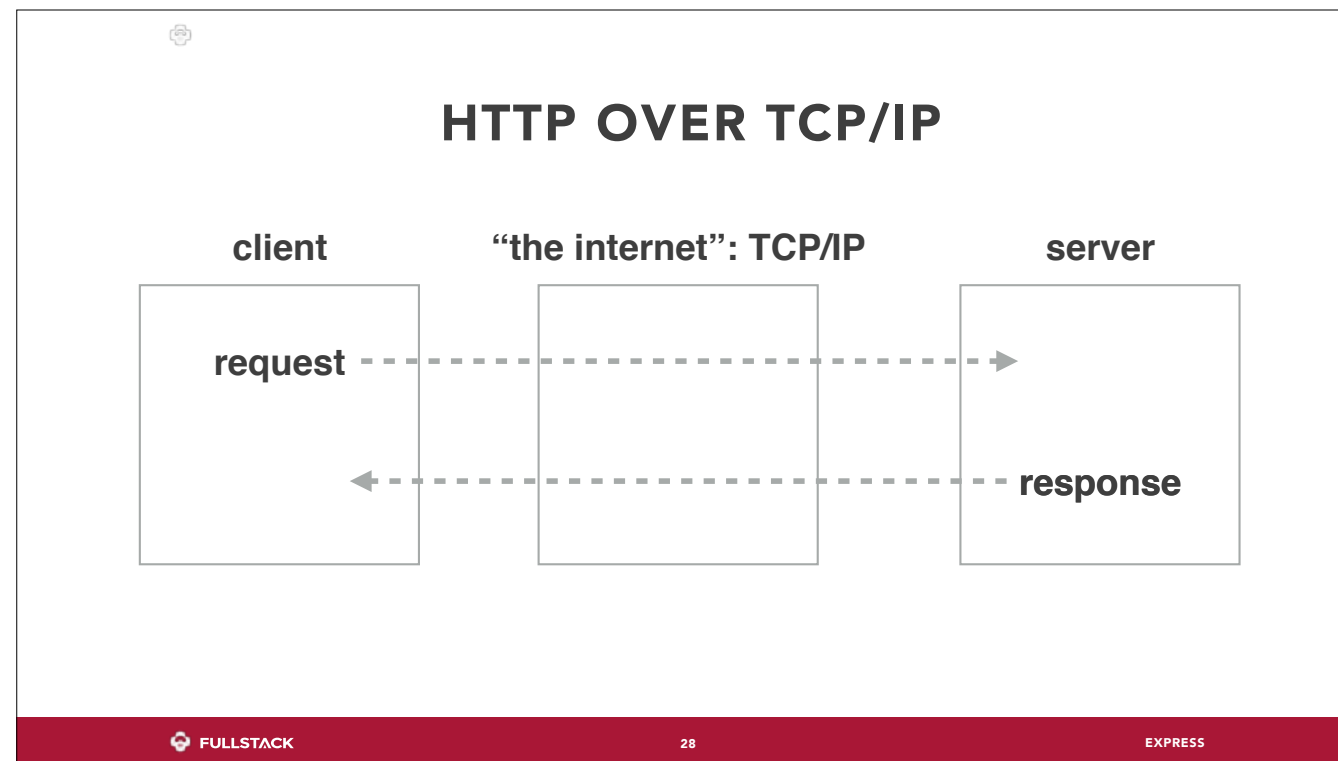 HTTP OVER TCP/IP
client
“the internet”: TCP/IP
server
request
response
FULLSTACK
28
EXPRESS